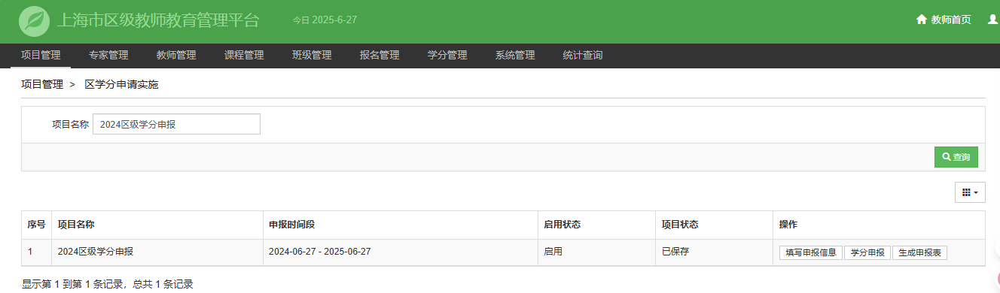 上海市区级教师教育管理平台 今日 2025-6-27 教师首页
项目管理 专家管理 教师管理 课程管理 班级管理 报名管理 学分管理 系统管理 统计查询
项目管理 > 区学分申请实施
项目名称 2024区级学分申报
查询
序号 项目名称 申报时间段 启用状态 项目状态 操作
1 2024区级学分申报 2024-06-27 - 2025-06-27 启用 已保存 填写申报信息 学分申报 生成申报表
显示第 1 到第 1 条记录，总共 1 条记录